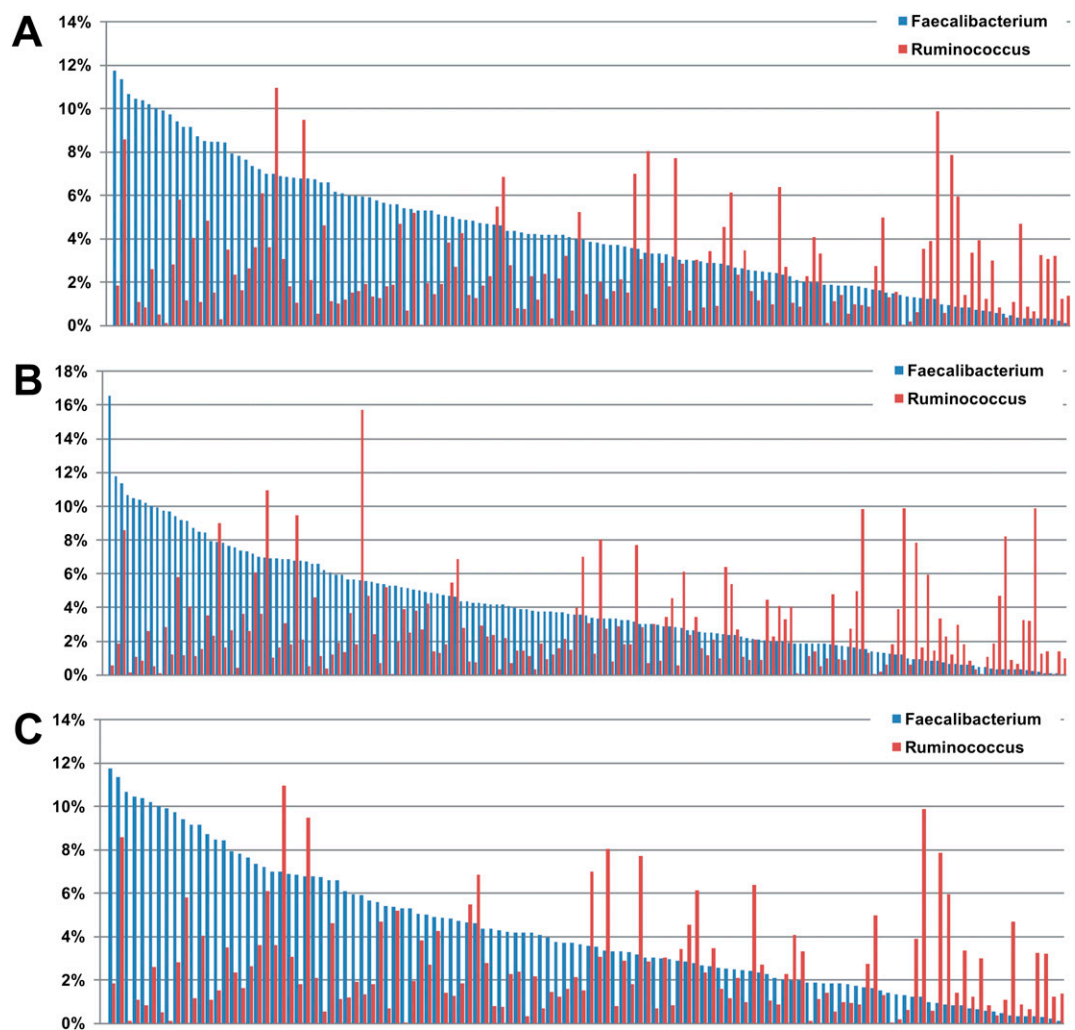 A
14%
Faecalibacterium
Ruminococcus
12%
10%
8%
6%
4%
2%
0%
B
18%
Faecalibacterium
16%
Ruminococcus
14%
12%
10%
8%
6%
4%
2%
0%
C
14%
Faecalibacterium
Ruminococcus
12%
10%
8%
6%
4%
2%
0%